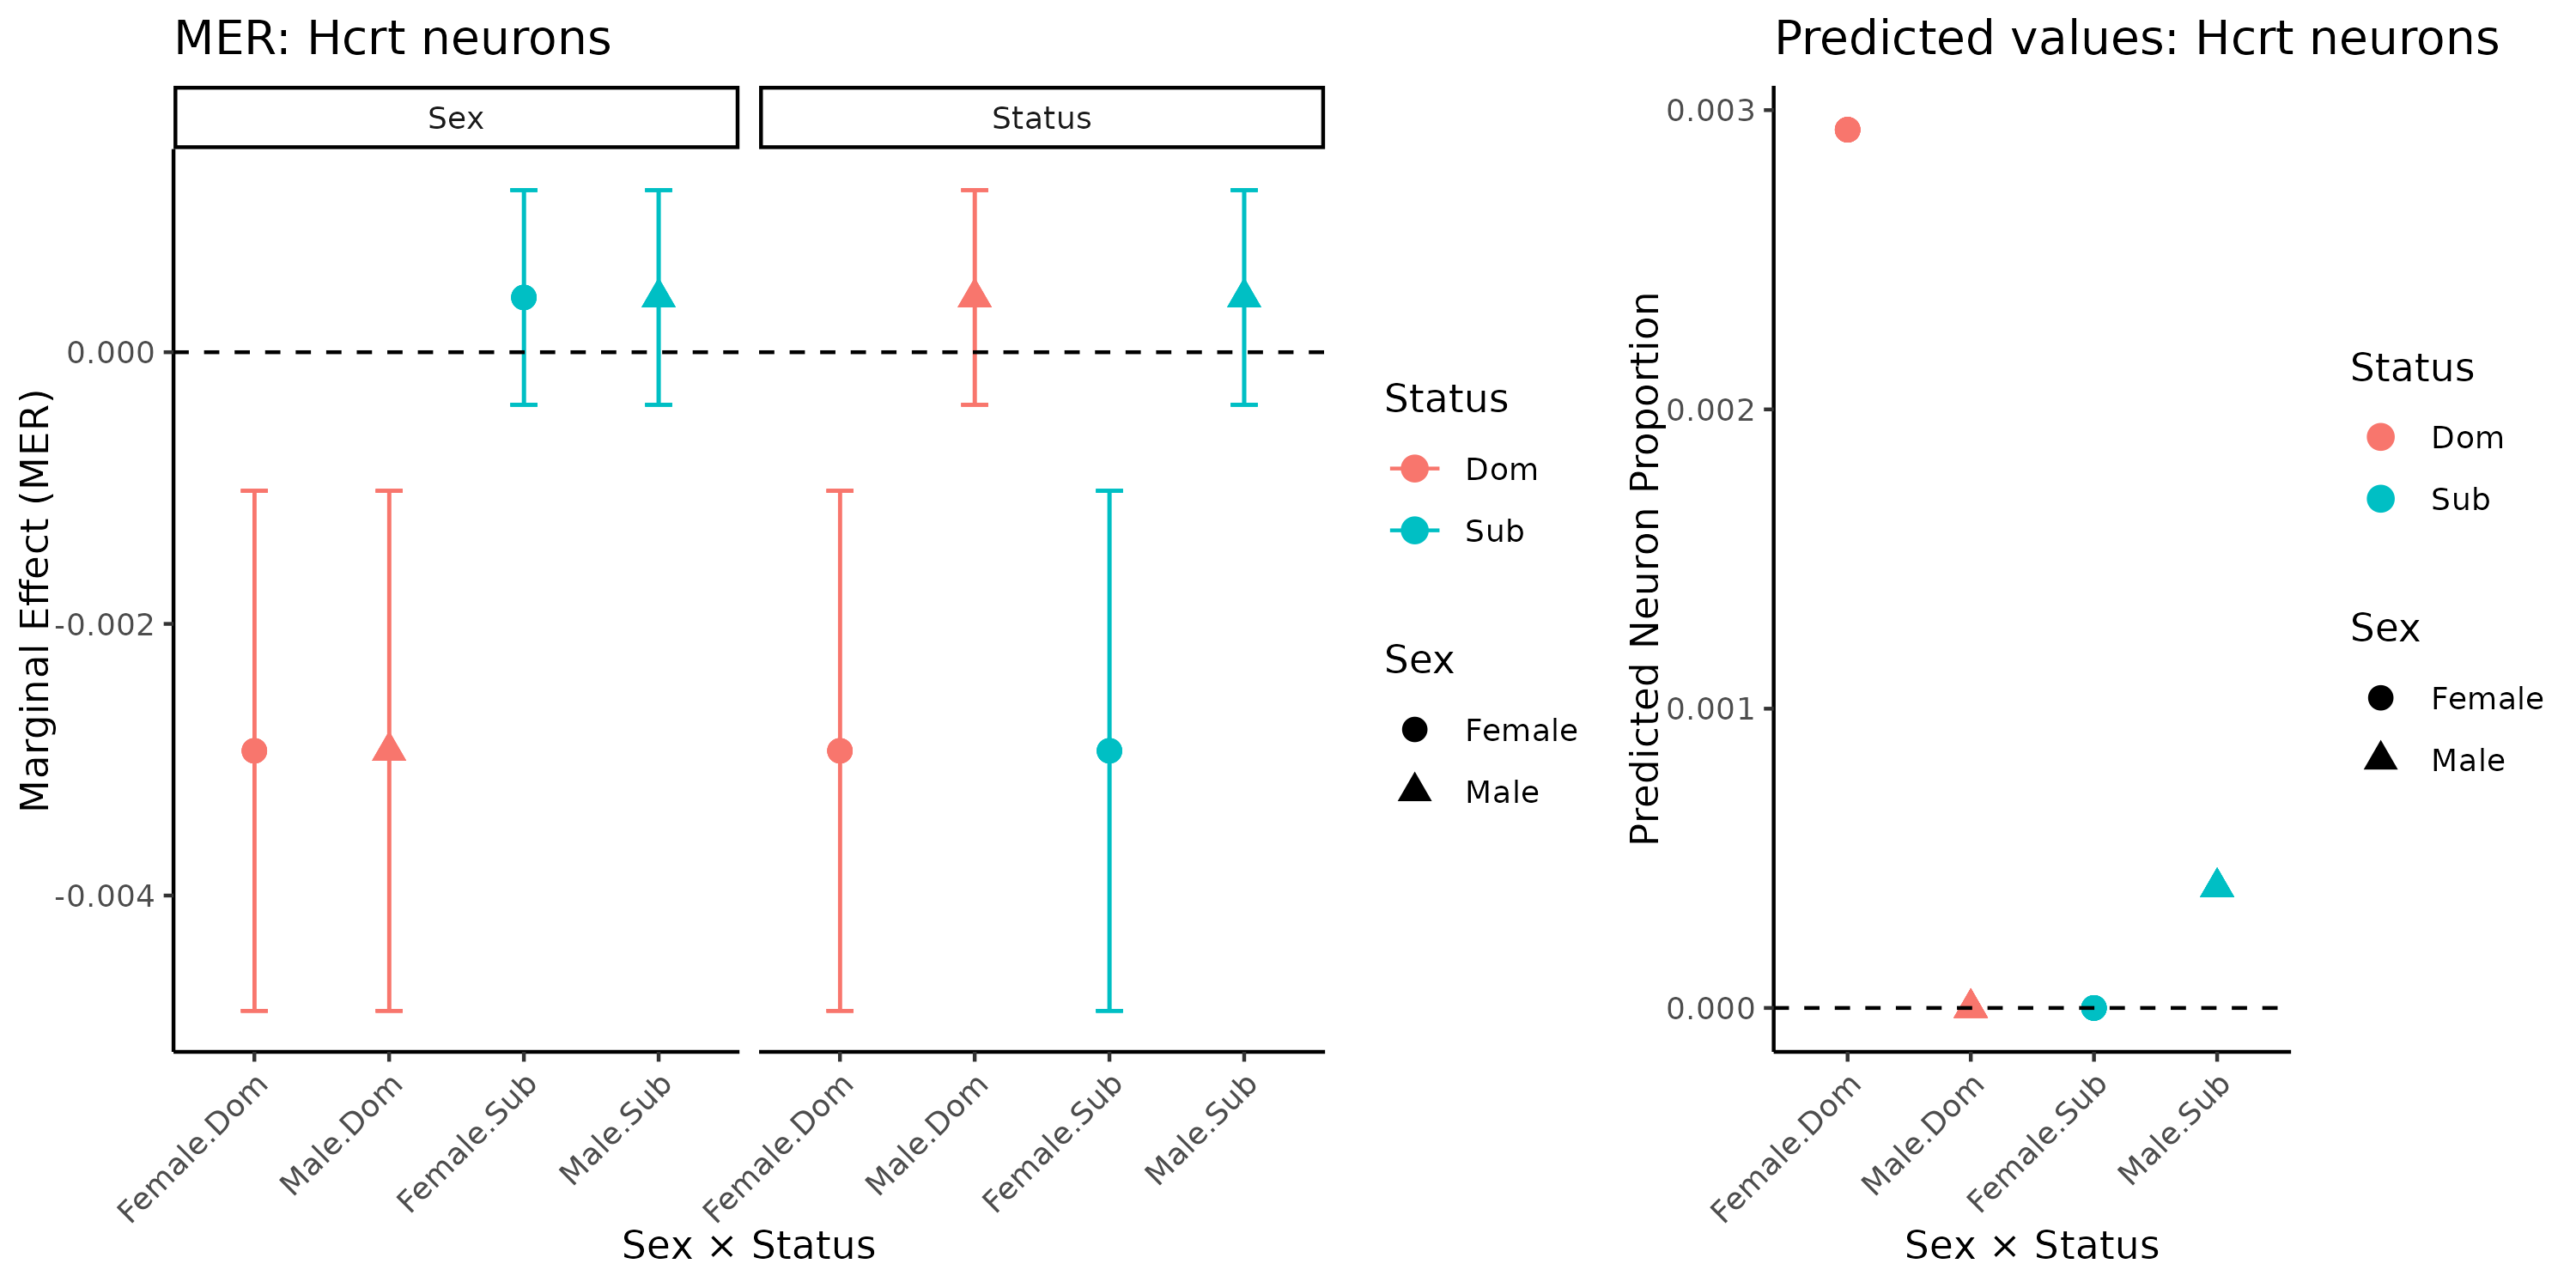 MER: Hcrt neurons
Sex
Status
Marginal Effect (MER)
0.000
-0.002
-0.004
Female.Dom
Male.Dom
Female.Sub
Male.Sub
Female.Dom
Male.Dom
Female.Sub
Male.Sub
Sex × Status
Status
Dom
Sub
Sex
Female
Male
Predicted values: Hcrt neurons
Predicted Neuron Proportion
0.003
0.002
0.001
0.000
Female.Dom
Male.Dom
Female.Sub
Male.Sub
Sex × Status
Status
Dom
Sub
Sex
Female
Male